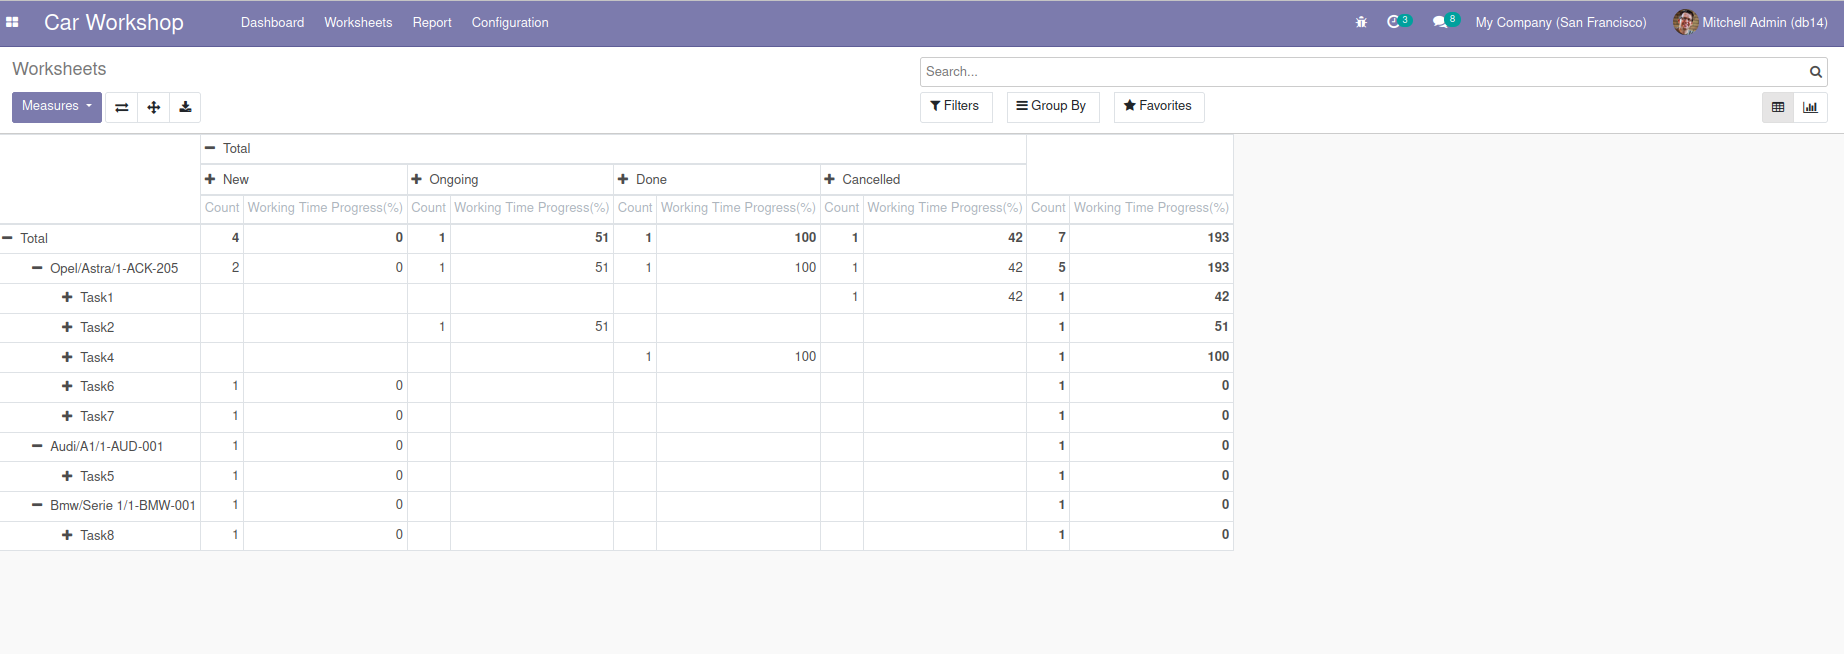 Car Workshop Dashboard Worksheets Report Configuration 3 8 My Company (San Francisco) Mitchell Admin (db14)
Worksheets
Search...
Measures Filters Group By Favorites
Total
New Ongoing Done Cancelled
Count Working Time Progress(%) Count Working Time Progress(%) Count Working Time Progress(%) Count Working Time Progress(%) Count Working Time Progress(%)
Total 4 0 1 51 1 100 1 42 7 193
Opel/Astra/1-ACK-205 2 0 1 51 1 100 1 42 5 193
Task1 1 42 1 42
Task2 1 51 1 51
Task4 1 100 1 100
Task6 1 0 1 0
Task7 1 0 1 0
Audi/A1/1-AUD-001 1 0 1 0
Task5 1 0 1 0
Bmw/Serie 1/1-BMW-001 1 0 1 0
Task8 1 0 1 0